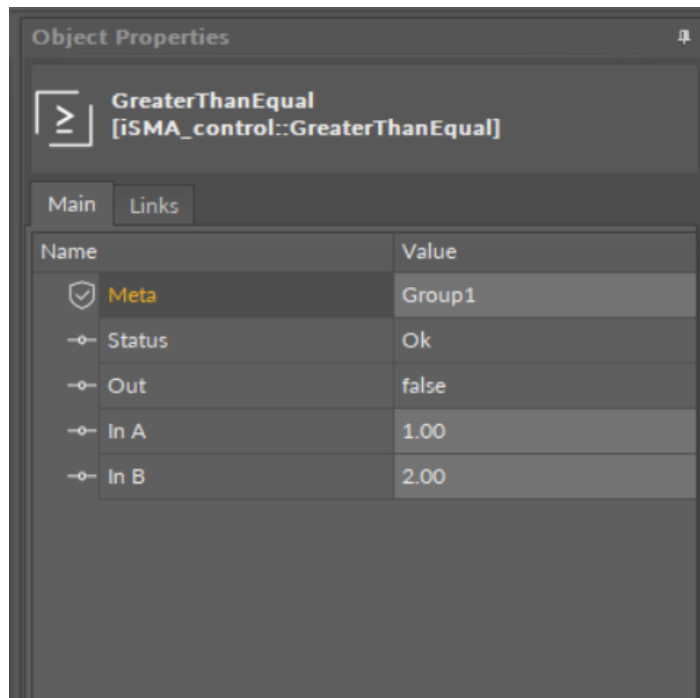 Object Properties
≥
GreaterThanEqual
[iSMA_control::GreaterThanEqual]
Main Links
Name Value
Meta Group1
Status Ok
Out false
In A 1.00
In B 2.00